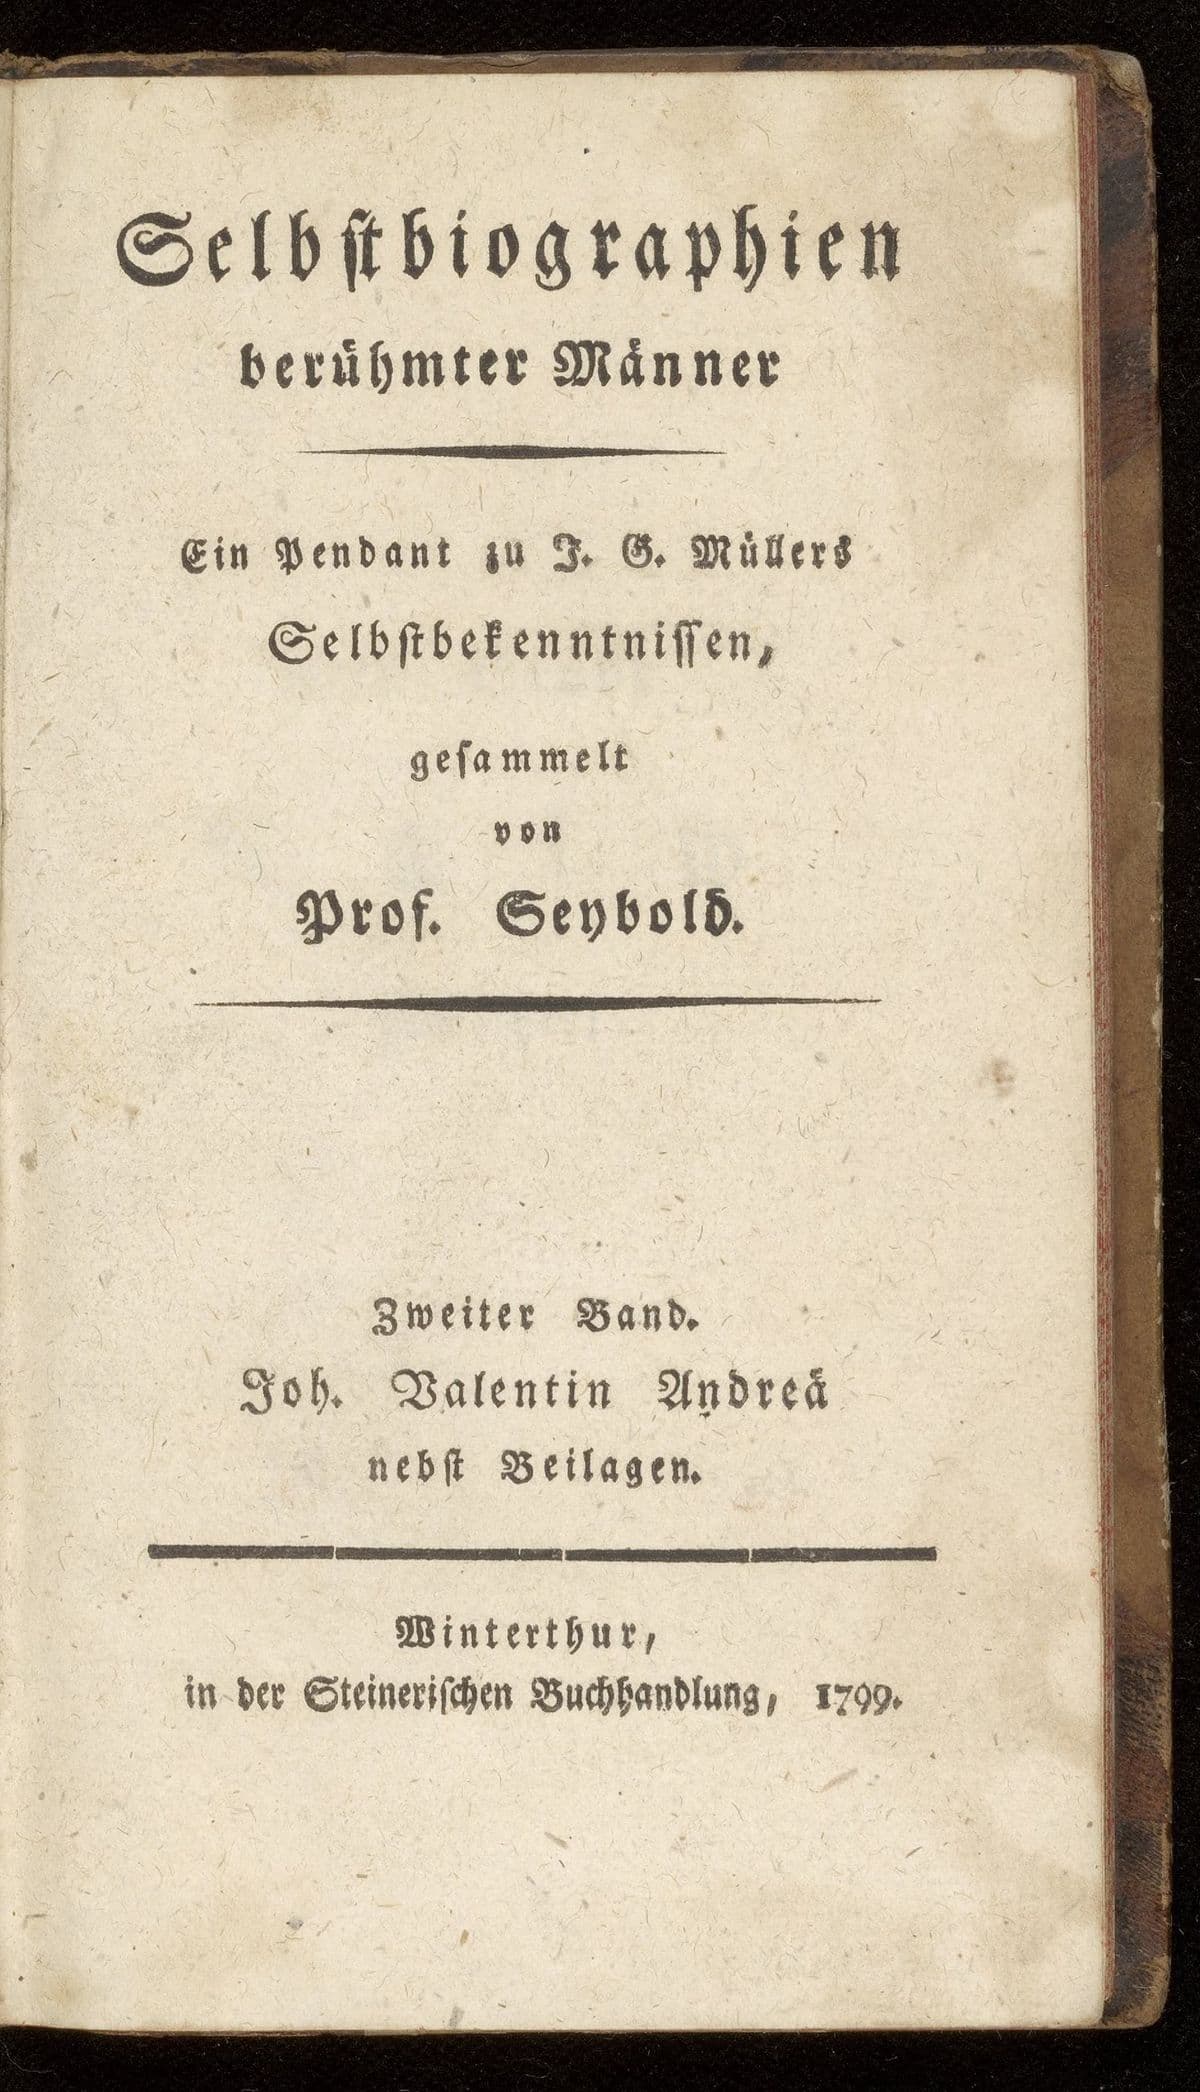 Selbstbiographien
berühmter Männer
Ein Pendant zu J. G. Müllers
Selbstbekenntnissen,
gesammelt
von
Prof. Seybold.
Zweiter Band.
Joh. Valentin Andreä
nebst Beilagen.
Winterthur,
in der Steinerischen Buchhandlung, 1799.